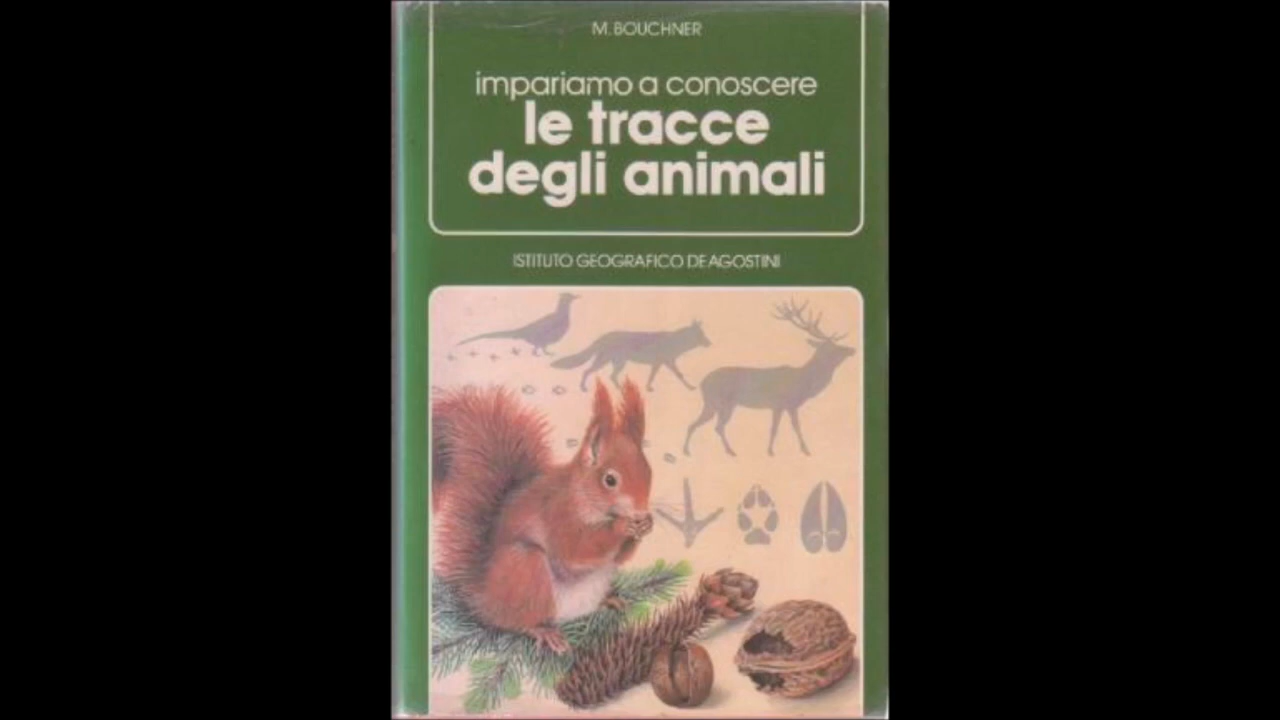 M. BOUCHNER
impariamo a conoscere
le tracce
degli animali
ISTITUTO GEOGRAFICO DE AGOSTINI